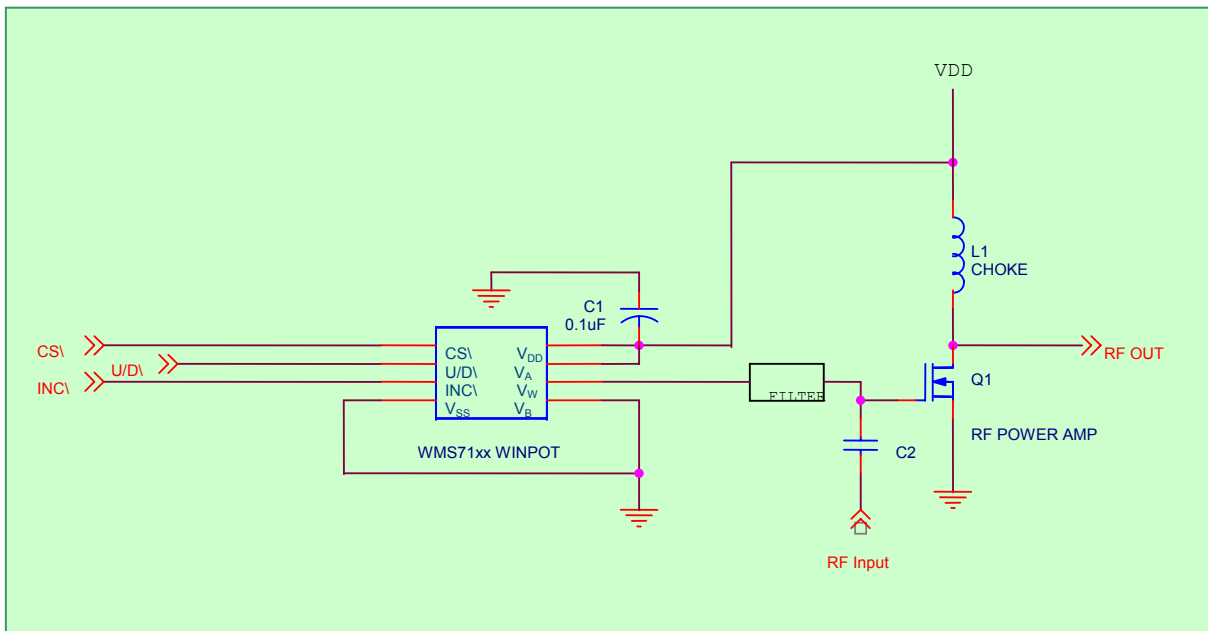 VDD
L1
CHOKE
C1
0.1uF
CS\
U/D\
INC\
RF OUT
CS\
U/D\
INC\
VSS
VDD
VA
VW
VB
FILTER
Q1
RF POWER AMP
WMS71xx WINPOT
C2
RF Input